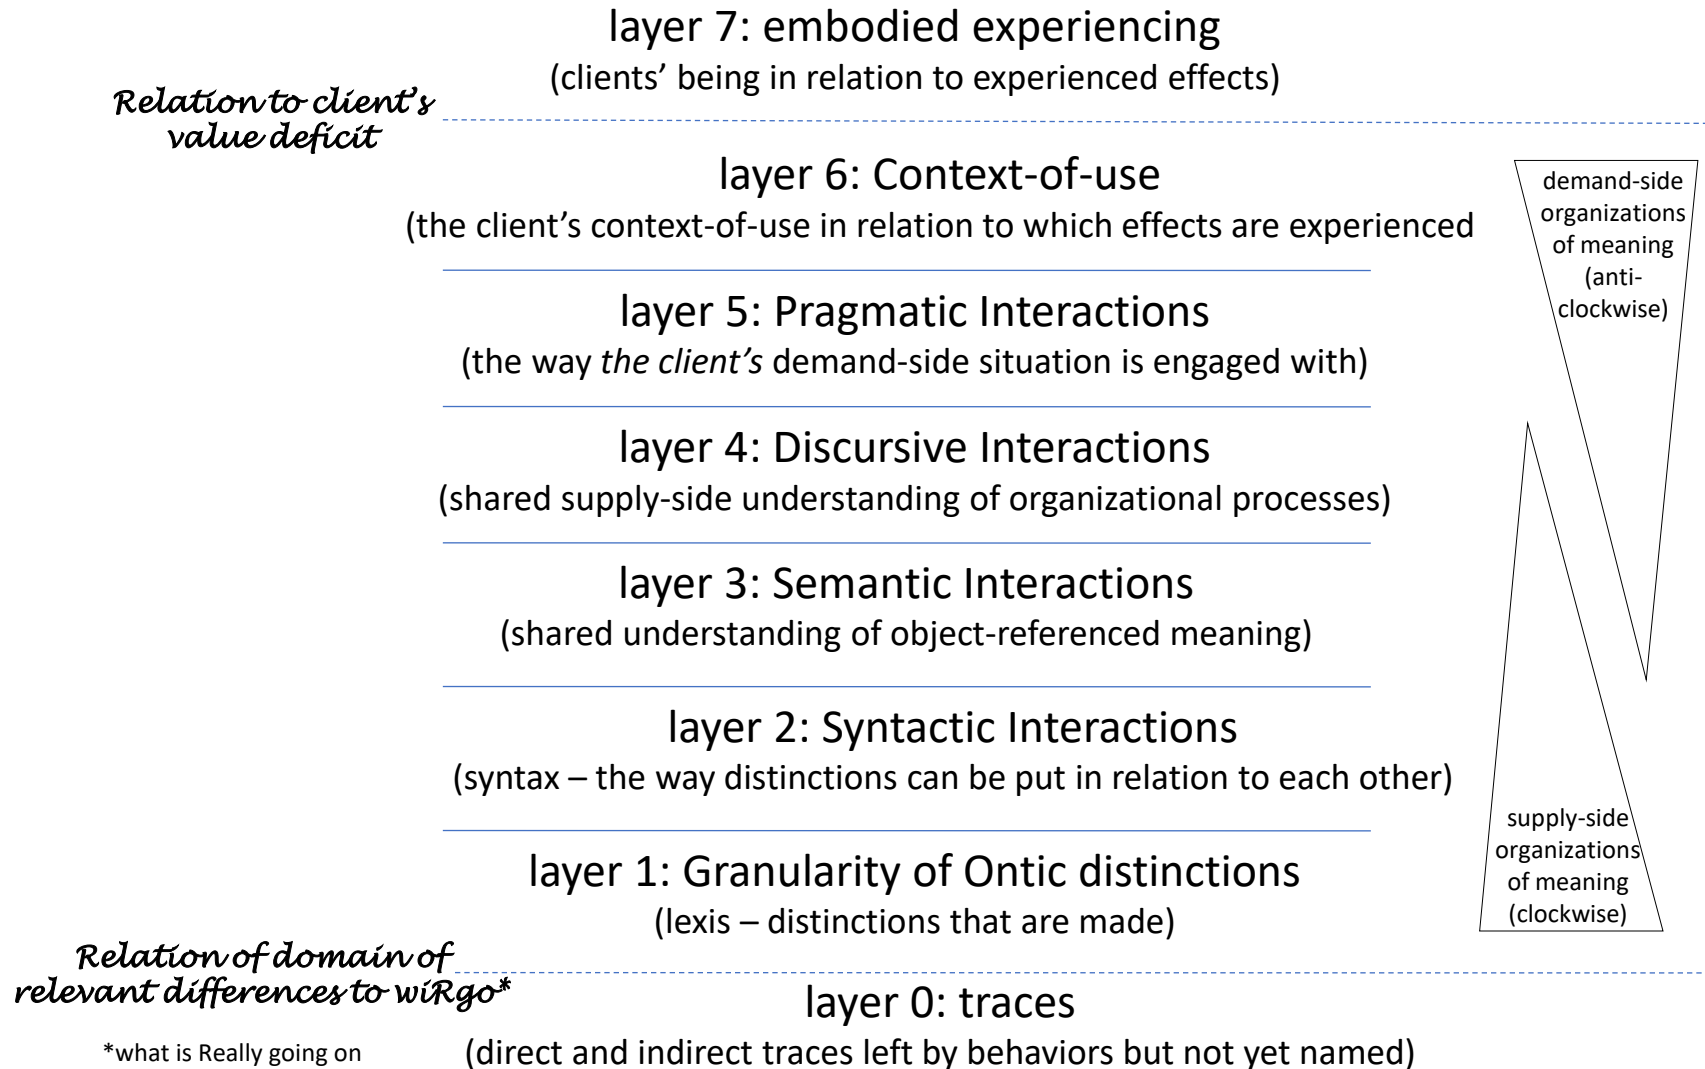 layer 7: embodied experiencing
(clients’ being in relation to experienced effects)
Relation to client’s
value deficit
layer 6: Context-of-use
(the client’s context-of-use in relation to which effects are experienced
demand-side
organizations
of meaning
(anti-
clockwise)
layer 5: Pragmatic Interactions
(the way the client’s demand-side situation is engaged with)
layer 4: Discursive Interactions
(shared supply-side understanding of organizational processes)
layer 3: Semantic Interactions
(shared understanding of object-referenced meaning)
layer 2: Syntactic Interactions
(syntax – the way distinctions can be put in relation to each other)
supply-side
organizations
of meaning
(clockwise)
layer 1: Granularity of Ontic distinctions
(lexis – distinctions that are made)
Relation of domain of
relevant differences to wiRgo*
layer 0: traces
*what is Really going on
(direct and indirect traces left by behaviors but not yet named)